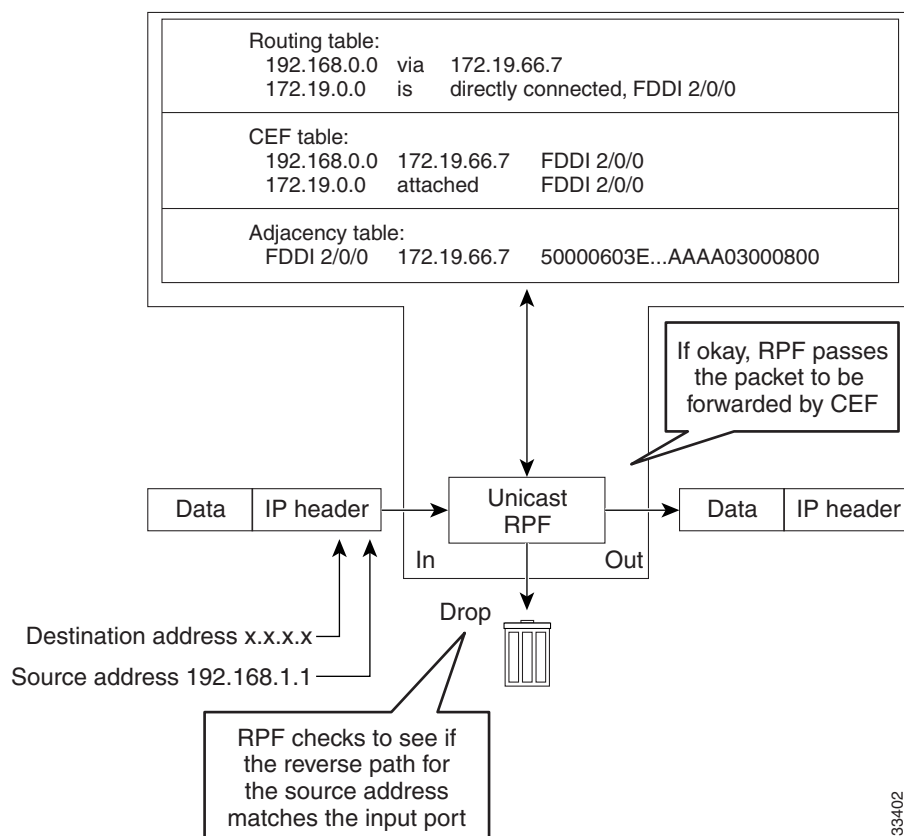 Routing table:
192.168.0.0 via 172.19.66.7
172.19.0.0 is directly connected, FDDI 2/0/0
CEF table:
192.168.0.0 172.19.66.7 FDDI 2/0/0
172.19.0.0 attached FDDI 2/0/0
Adjacency table:
FDDI 2/0/0 172.19.66.7 50000603E...AAAA03000800
If okay, RPF passes
the packet to be
forwarded by CEF
Data IP header
Unicast
RPF
Data IP header
In Out
Drop
Destination address x.x.x.x
Source address 192.168.1.1
RPF checks to see if
the reverse path for
the source address
matches the input port
33402